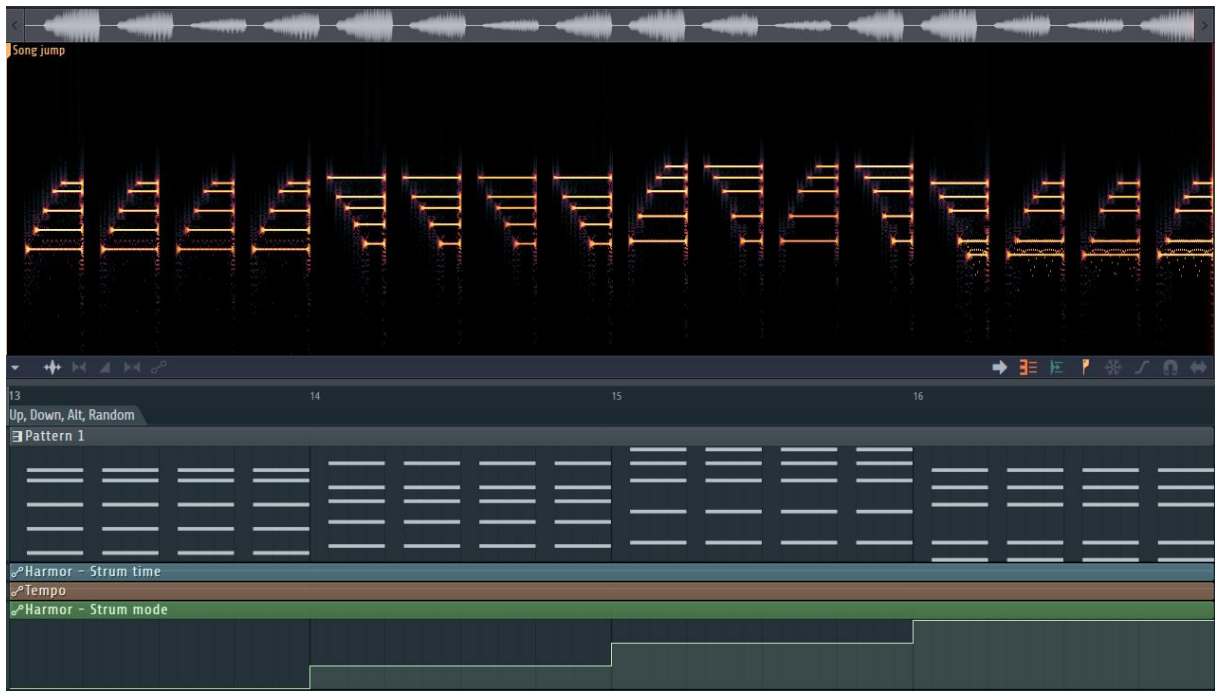 Song jump
13 14 15 16
Up, Down, Alt, Random
Pattern 1
Harmor - Strum time
Tempo
Harmor - Strum mode